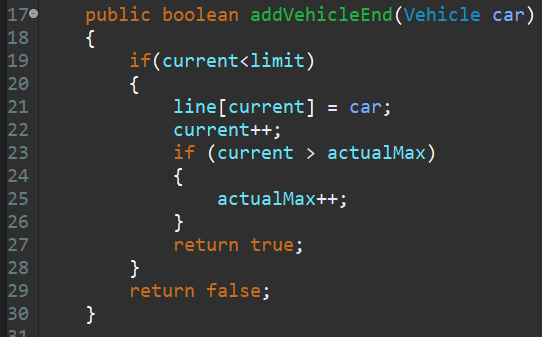 17 public boolean addVehicleEnd(Vehicle car)
18 {
19 if(current<limit)
20 {
21 line[current] = car;
22 current++;
23 if (current > actualMax)
24 {
25 actualMax++;
26 }
27 return true;
28 }
29 return false;
30 }
31